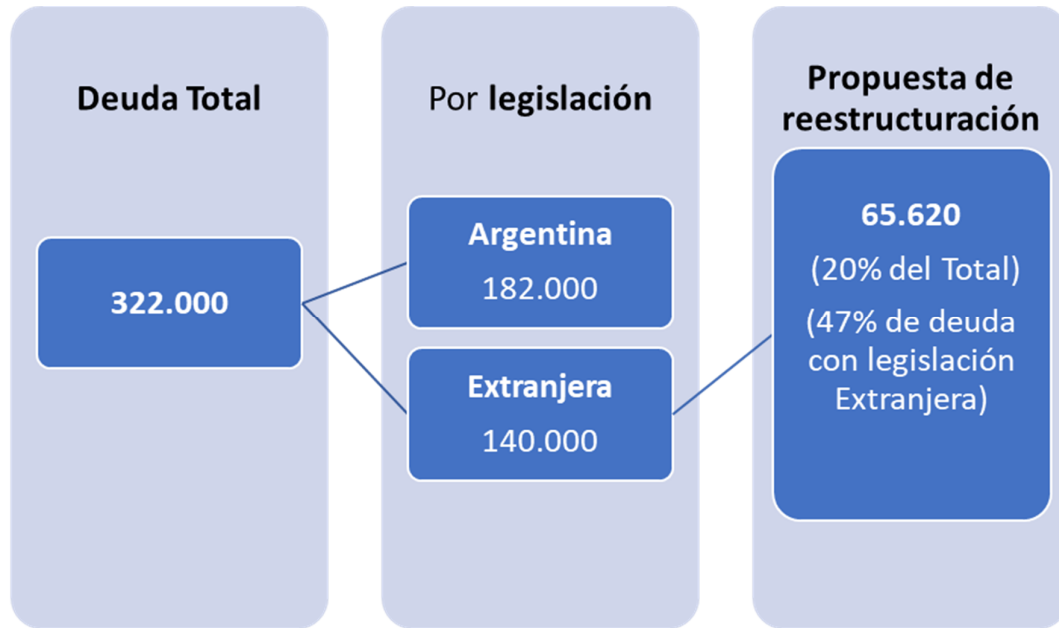 Deuda Total
322.000
Por legislación
Argentina
182.000
Extranjera
140.000
Propuesta de
reestructuración
65.620
(20% del Total)
(47% de deuda
con legislación
Extranjera)